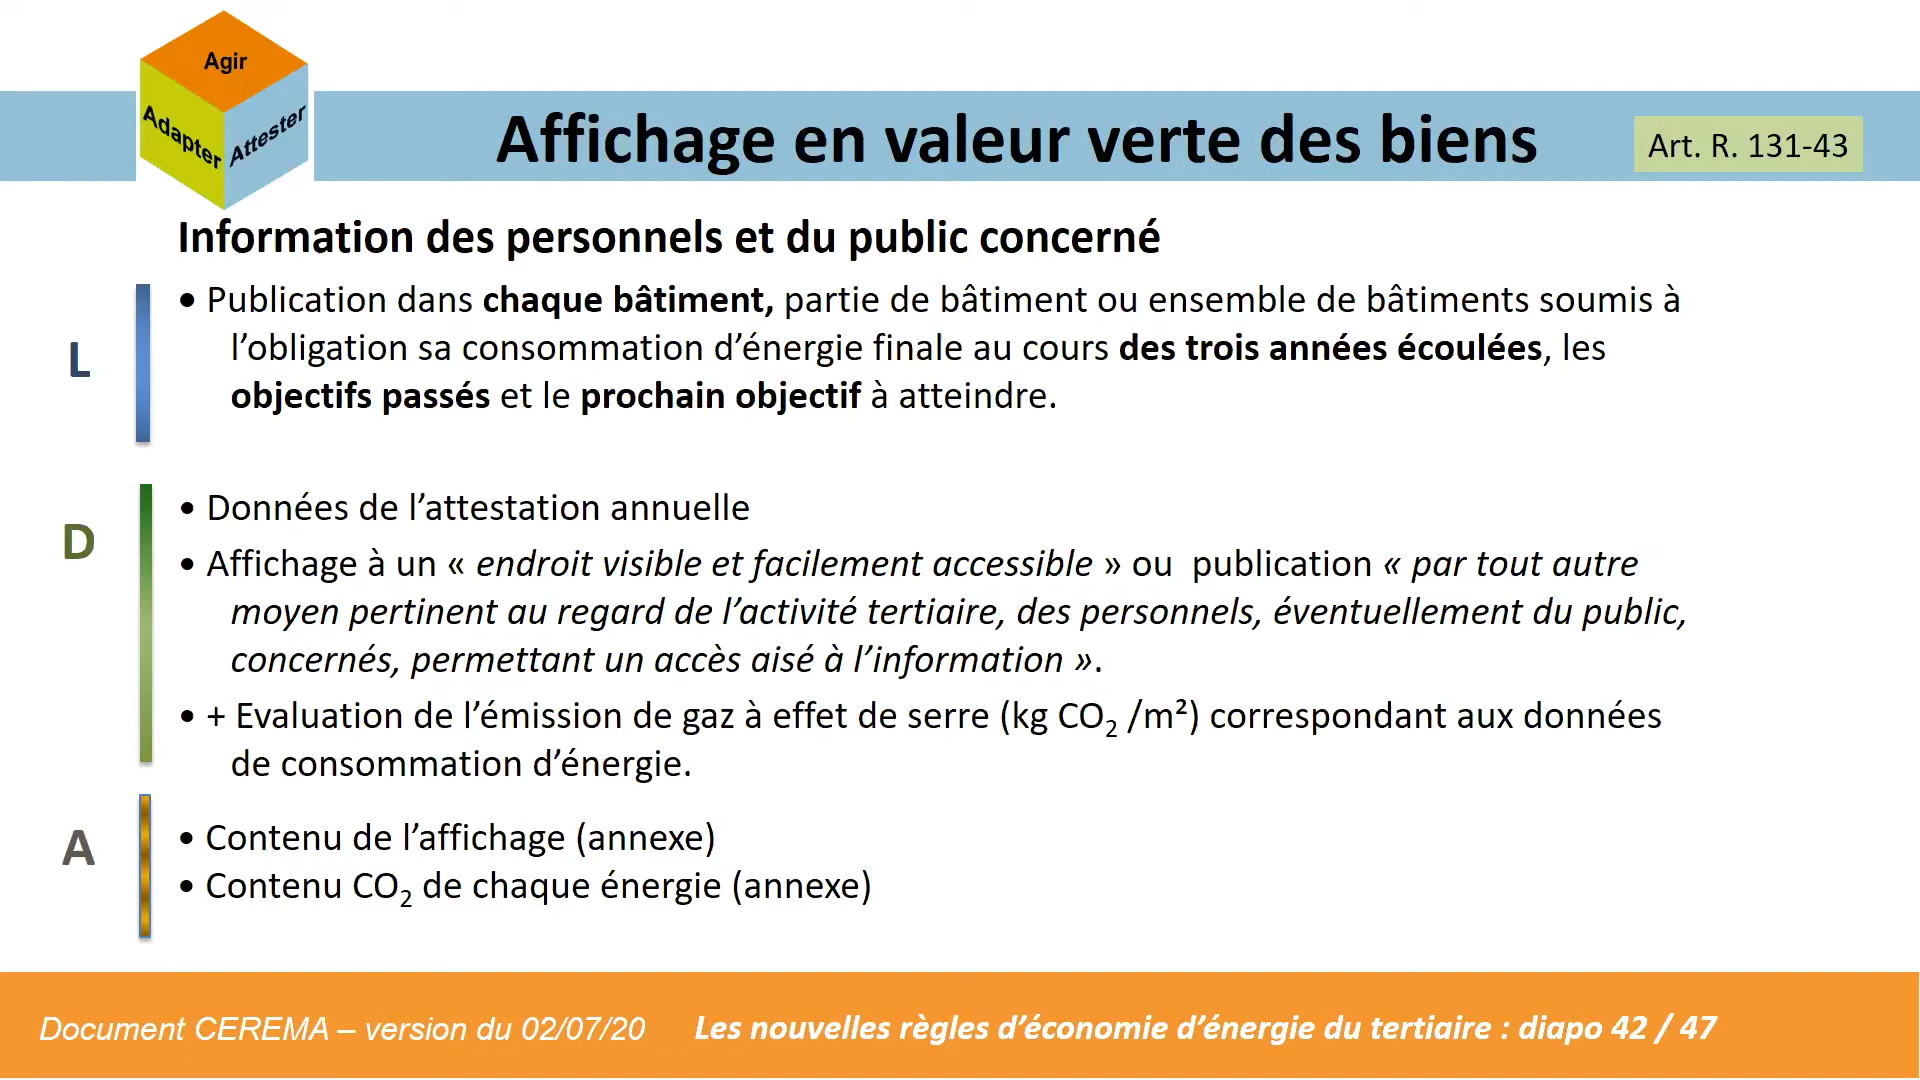 Agir
Adapter
Attester
Affichage en valeur verte des biens
Art. R. 131-43
Information des personnels et du public concerné
L
• Publication dans chaque bâtiment, partie de bâtiment ou ensemble de bâtiments soumis à
l’obligation sa consommation d’énergie finale au cours des trois années écoulées, les
objectifs passés et le prochain objectif à atteindre.
D
• Données de l’attestation annuelle
• Affichage à un « endroit visible et facilement accessible » ou publication « par tout autre
moyen pertinent au regard de l’activité tertiaire, des personnels, éventuellement du public,
concernés, permettant un accès aisé à l’information ».
• + Evaluation de l’émission de gaz à effet de serre (kg CO₂ /m²) correspondant aux données
de consommation d’énergie.
A
• Contenu de l’affichage (annexe)
• Contenu CO₂ de chaque énergie (annexe)
Document CEREMA – version du 02/07/20
Les nouvelles règles d’économie d’énergie du tertiaire : diapo 42 / 47